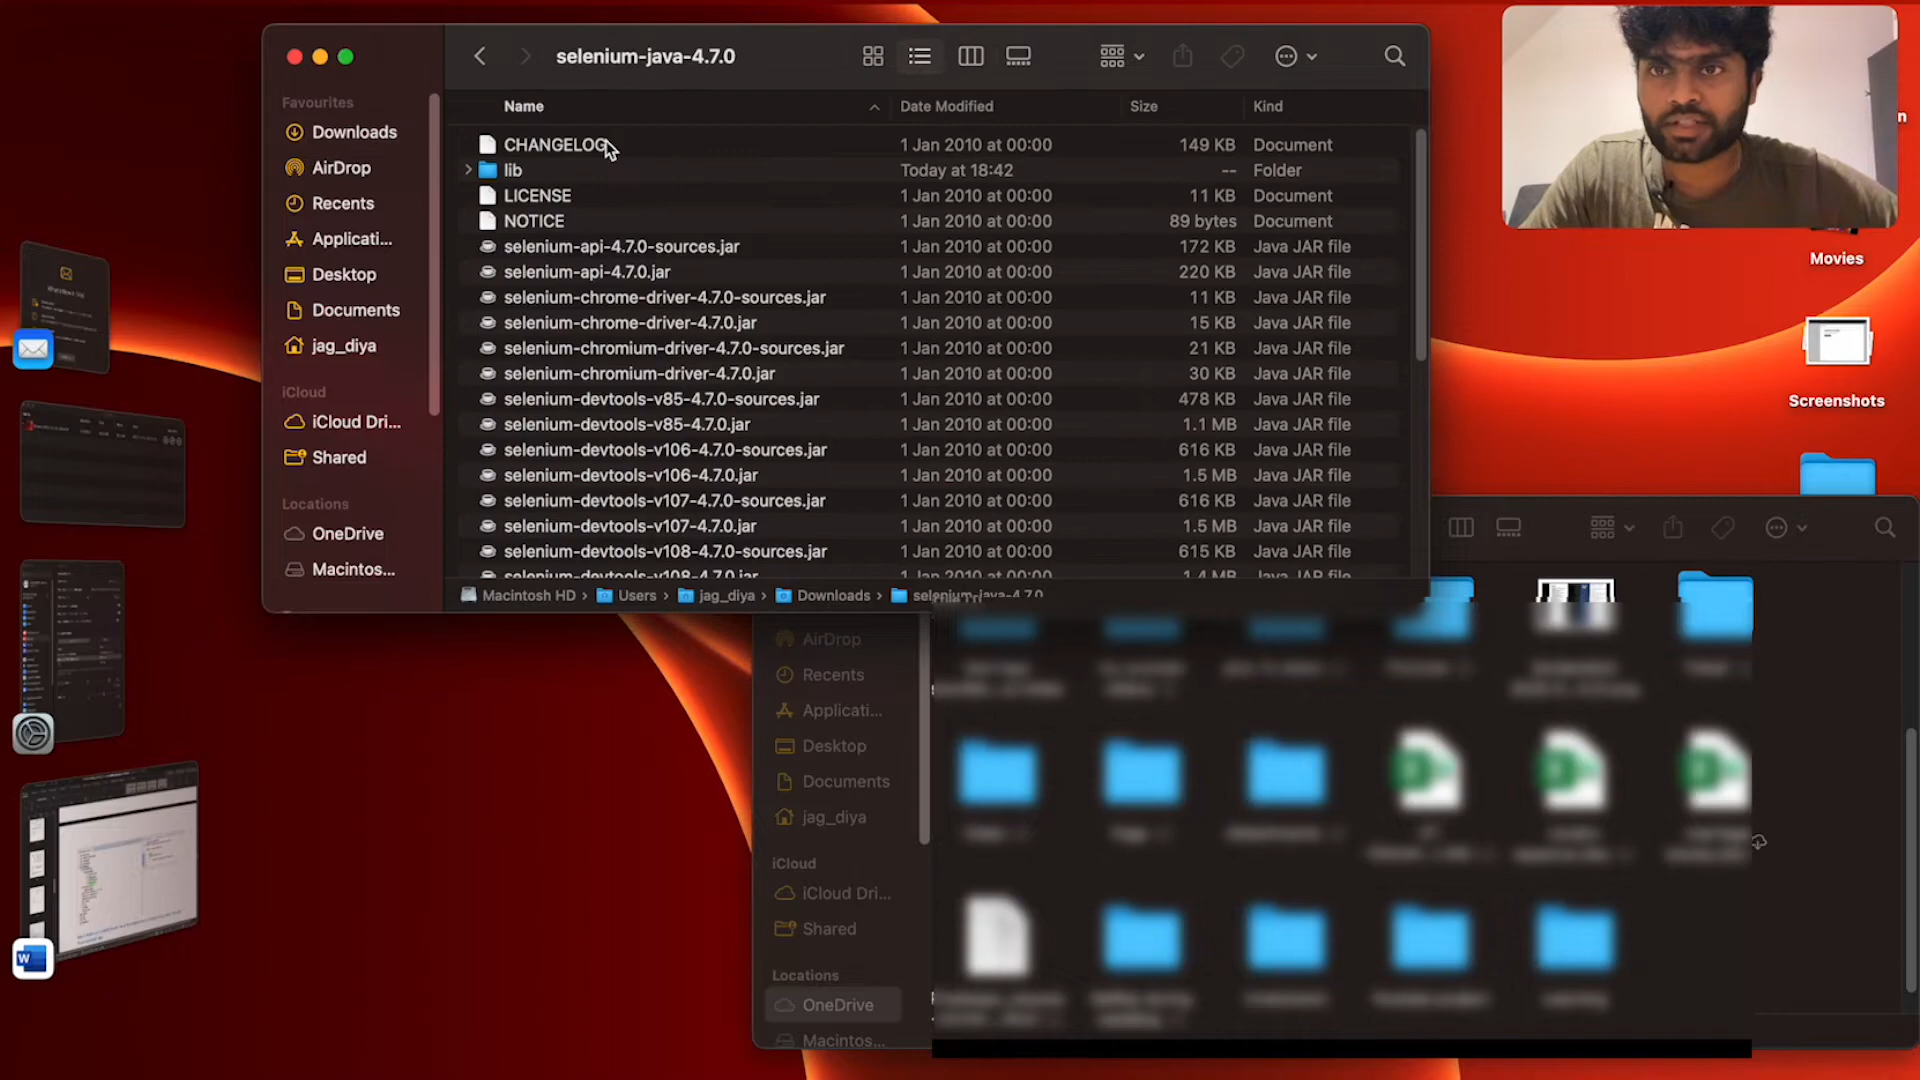 selenium-java-4.7.0
Favourites
Downloads
AirDrop
Recents
Applicati...
Desktop
Documents
jag_diya
iCloud
iCloud Dri...
Shared
Locations
OneDrive
Macintos...
Name Date Modified Size Kind
CHANGELOG 1 Jan 2010 at 00:00 149 KB Document
lib Today at 18:42 -- Folder
LICENSE 1 Jan 2010 at 00:00 11 KB Document
NOTICE 1 Jan 2010 at 00:00 89 bytes Document
selenium-api-4.7.0-sources.jar 1 Jan 2010 at 00:00 172 KB Java JAR file
selenium-api-4.7.0.jar 1 Jan 2010 at 00:00 220 KB Java JAR file
selenium-chrome-driver-4.7.0-sources.jar 1 Jan 2010 at 00:00 11 KB Java JAR file
selenium-chrome-driver-4.7.0.jar 1 Jan 2010 at 00:00 15 KB Java JAR file
selenium-chromium-driver-4.7.0-sources.jar 1 Jan 2010 at 00:00 21 KB Java JAR file
selenium-chromium-driver-4.7.0.jar 1 Jan 2010 at 00:00 30 KB Java JAR file
selenium-devtools-v85-4.7.0-sources.jar 1 Jan 2010 at 00:00 478 KB Java JAR file
selenium-devtools-v85-4.7.0.jar 1 Jan 2010 at 00:00 1.1 MB Java JAR file
selenium-devtools-v106-4.7.0-sources.jar 1 Jan 2010 at 00:00 616 KB Java JAR file
selenium-devtools-v106-4.7.0.jar 1 Jan 2010 at 00:00 1.5 MB Java JAR file
selenium-devtools-v107-4.7.0-sources.jar 1 Jan 2010 at 00:00 616 KB Java JAR file
selenium-devtools-v107-4.7.0.jar 1 Jan 2010 at 00:00 1.5 MB Java JAR file
selenium-devtools-v108-4.7.0-sources.jar 1 Jan 2010 at 00:00 615 KB Java JAR file
selenium-devtools-v108-4.7.0.jar 1 Jan 2010 at 00:00 1.4 MB Java JAR file
Macintosh HD › Users › jag_diya › Downloads › selenium-java-4.7.0
Movies
Screenshots
AirDrop
Recents
Applicati...
Desktop
Documents
jag_diya
iCloud
iCloud Dri...
Shared
Locations
OneDrive
Macintos...
W